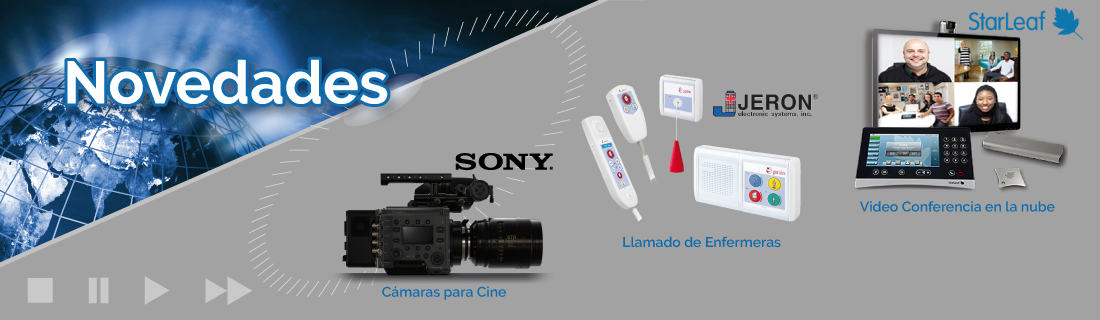 Novedades
SONY.
Cámaras para Cine
JERON®
electronic systems, inc.
Llamado de Enfermeras
StarLeaf
Video Conferencia en la nube